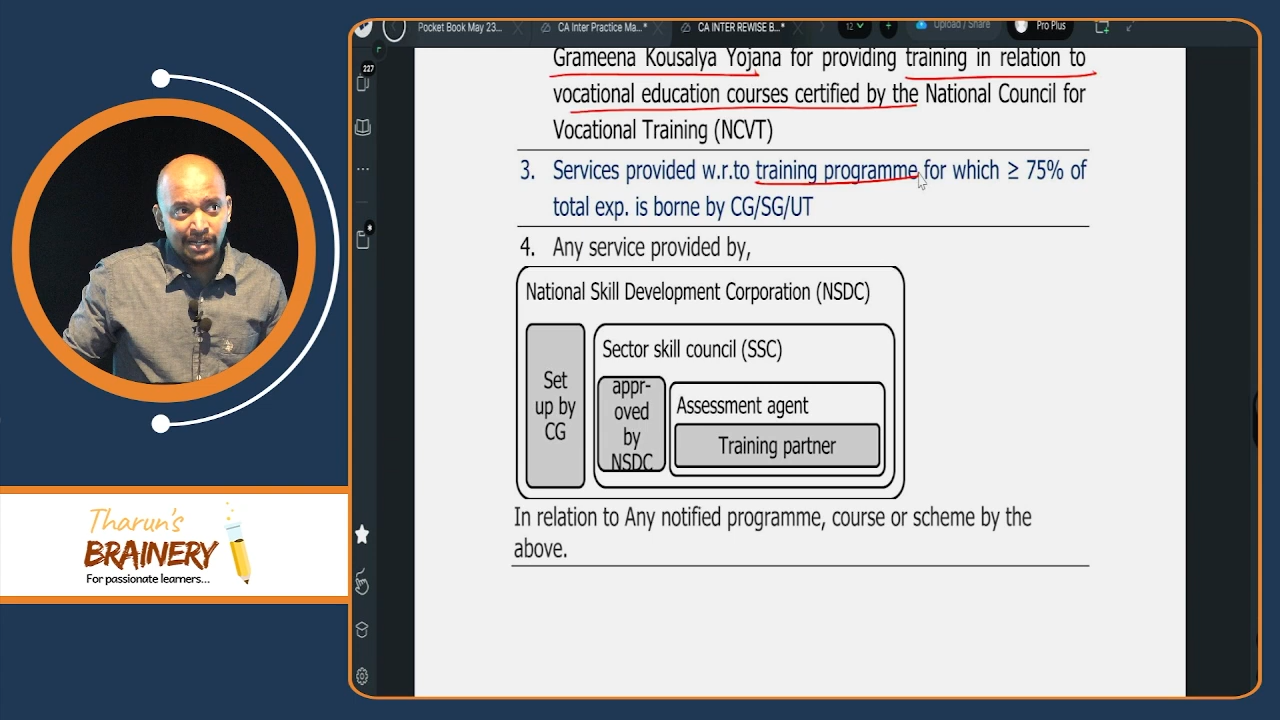 Pocket Book May 23...
CA Inter Practice Ma...*
CA INTER REWISE B...*
12
Upload / Share
Pro Plus
227
Grameena Kousalya Yojana for providing training in relation to
vocational education courses certified by the National Council for
Vocational Training (NCVT)
3. Services provided w.r.to training programme for which ≥ 75% of
total exp. is borne by CG/SG/UT
4. Any service provided by,
National Skill Development Corporation (NSDC)
Set
up by
CG
Sector skill council (SSC)
appr-
oved
by
NSDC
Assessment agent
Training partner
In relation to Any notified programme, course or scheme by the
above.
Tharun's
BRAINERY
For passionate learners...